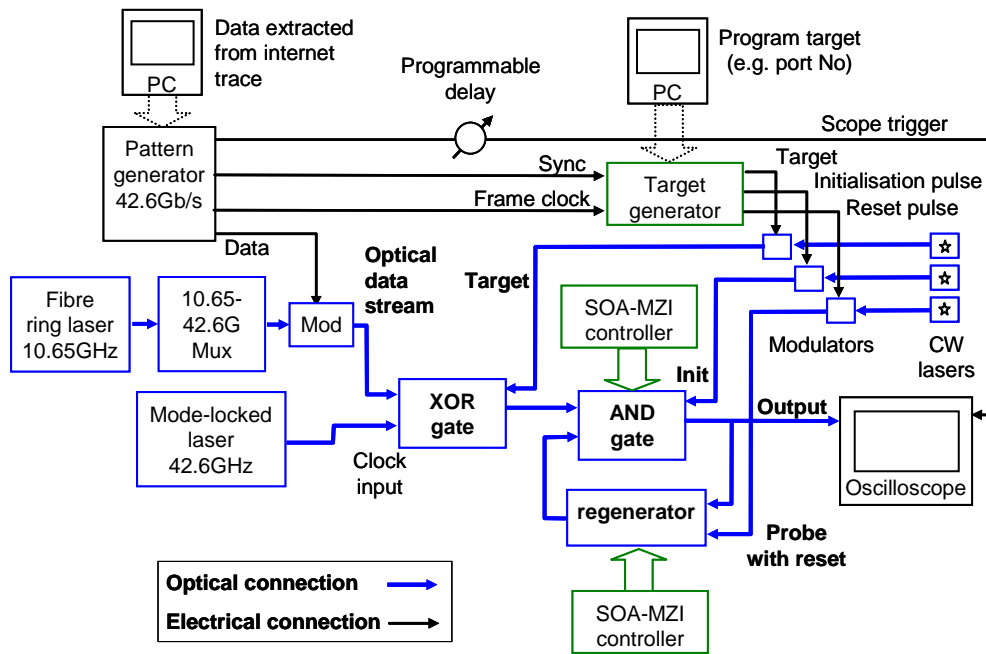 Data extracted
from internet
trace
PC
Programmable
delay
Program target
(e.g. port No)
PC
Scope trigger
Pattern
generator
42.6Gb/s
Sync
Frame clock
Data
Target
generator
Target
Initialisation pulse
Reset pulse
Optical
data
stream
Target
Fibre
ring laser
10.65GHz
10.65-
42.6G
Mux
Mod
SOA-MZI
controller
Modulators
CW
lasers
Mode-locked
laser
42.6GHz
XOR
gate
Clock
input
Init
AND
gate
Output
Oscilloscope
regenerator
Probe
with reset
Optical connection
Electrical connection
SOA-MZI
controller